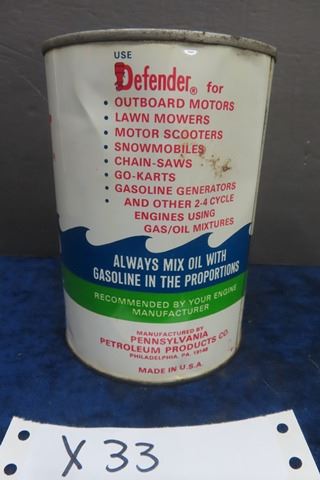 USE
Defender® for
• OUTBOARD MOTORS
• LAWN MOWERS
• MOTOR SCOOTERS
• SNOWMOBILES
• CHAIN-SAWS
• GO-KARTS
• GASOLINE GENERATORS
• AND OTHER 2-4 CYCLE
ENGINES USING
GAS/OIL MIXTURES
ALWAYS MIX OIL WITH
GASOLINE IN THE PROPORTIONS
RECOMMENDED BY YOUR ENGINE
MANUFACTURER
MANUFACTURED BY
PENNSYLVANIA
PETROLEUM PRODUCTS CO.
PHILADELPHIA, PA. 19148
MADE IN U.S.A
X 33